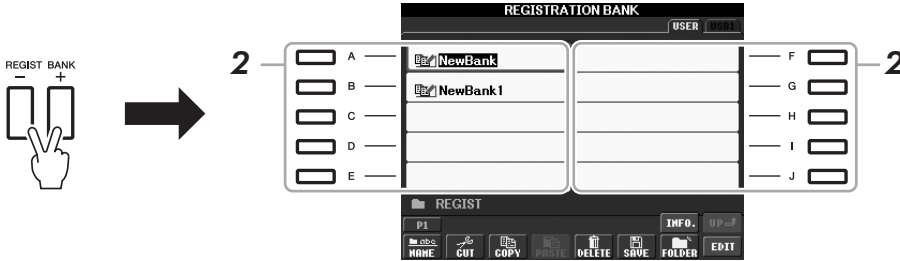 REGISTRATION BANK
USER USB1
REGIST BANK
− +
2 A NewBank F 2
B NewBank1 G
C H
D I
E J
REGIST
P1 INFO. UP
abc
NAME CUT COPY PASTE DELETE SAVE FOLDER EDIT